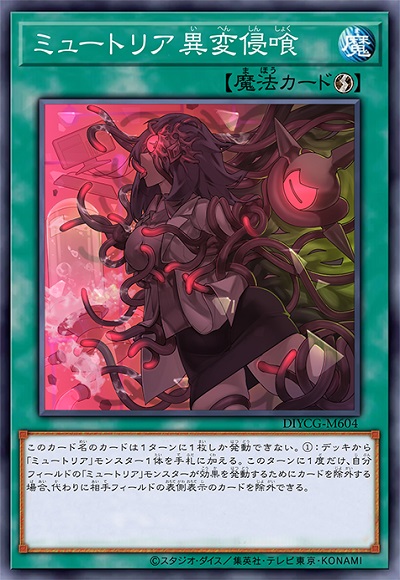 ミュートリア異変侵喰
魔
【魔法カード】
DIYCG-M604
このカード名のカードは1ターンに1枚しか発動できない。①:デッキから
「ミュートリア」モンスター1体を手札に加える。このターンに1度だけ、自分
フィールドの「ミュートリア」モンスターが効果を発動するためにカードを除外する
場合、代わりに相手フィールドの表側表示のカードを除外できる。
©スタジオ・ダイス/集英社・テレビ東京・KONAMI